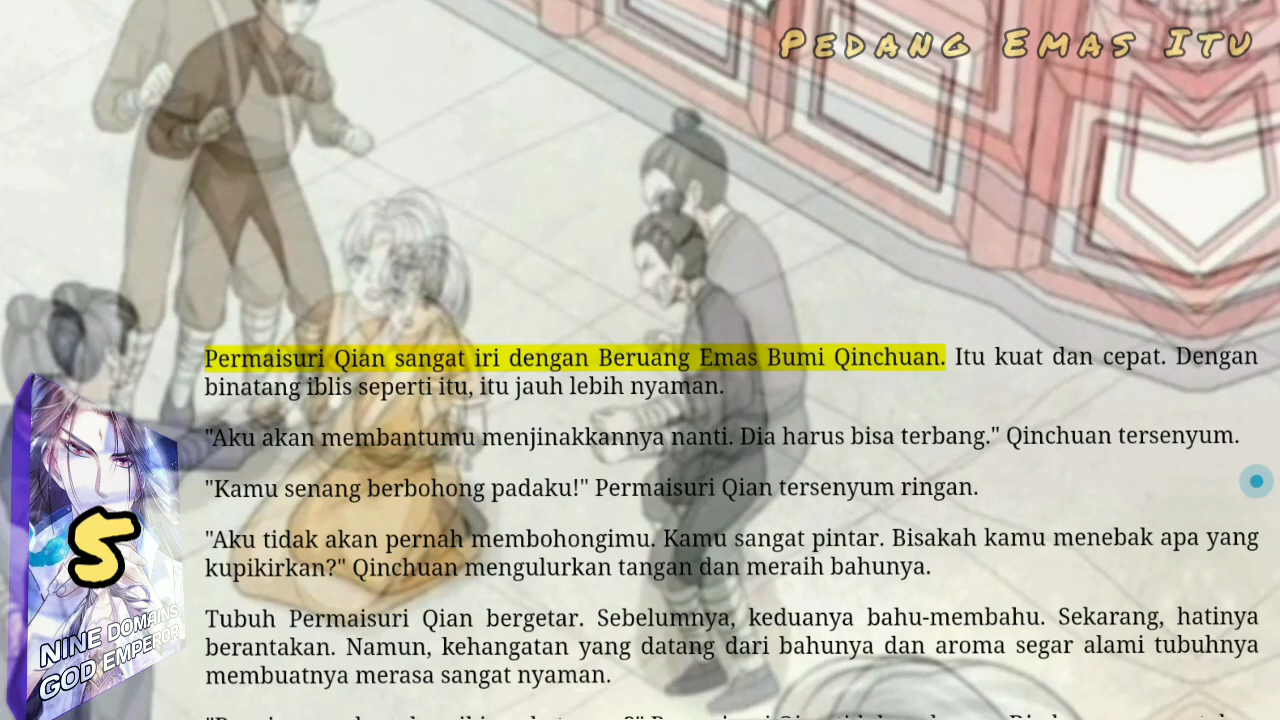 Pedang Emas Itu
Permaisuri Qian sangat iri dengan Beruang Emas Bumi Qinchuan. Itu kuat dan cepat. Dengan
binatang iblis seperti itu, itu jauh lebih nyaman.
"Aku akan membantumu menjinakkannya nanti. Dia harus bisa terbang." Qinchuan tersenyum.
"Kamu senang berbohong padaku!" Permaisuri Qian tersenyum ringan.
"Aku tidak akan pernah membohongimu. Kamu sangat pintar. Bisakah kamu menebak apa yang
kupikirkan?" Qinchuan mengulurkan tangan dan meraih bahunya.
Tubuh Permaisuri Qian bergetar. Sebelumnya, keduanya bahu-membahu. Sekarang, hatinya
berantakan. Namun, kehangatan yang datang dari bahunya dan aroma segar alami tubuhnya
membuatnya merasa sangat nyaman.
5
NINE DOMAINS
GOD EMPEROR